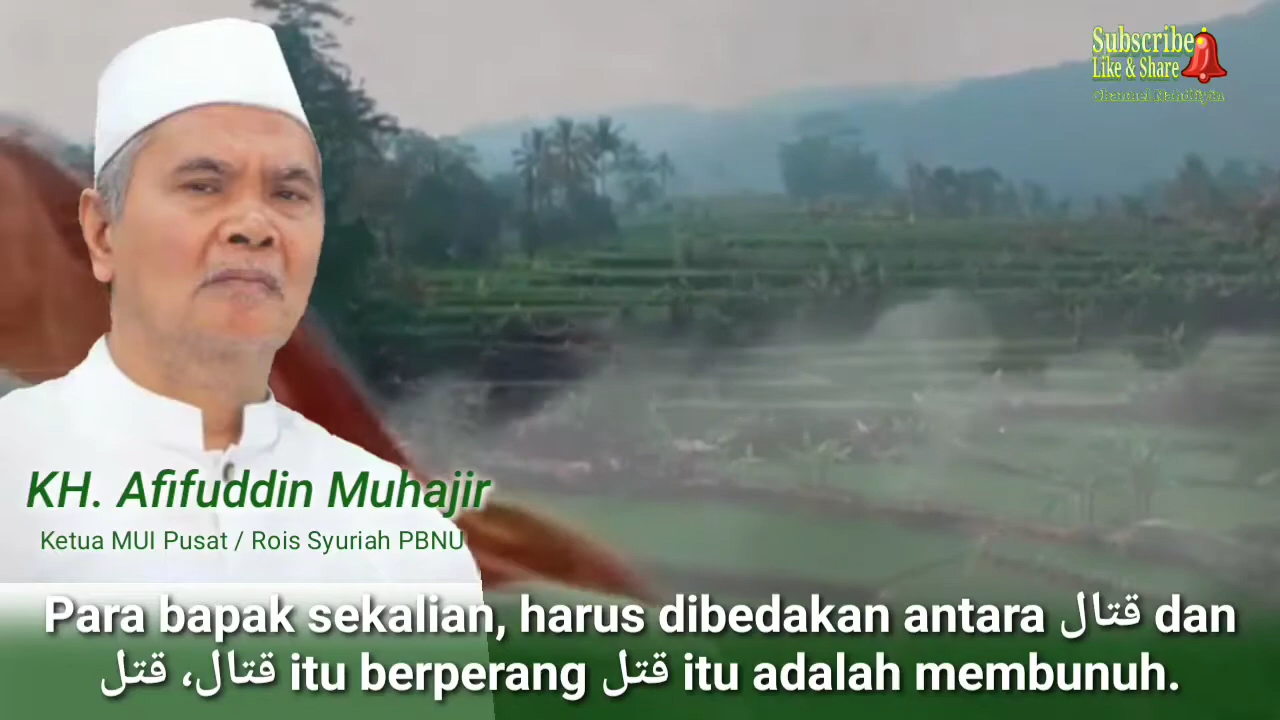 Subscribe
Like & Share
Channel
KH. Afifuddin Muhajir
Ketua MUI Pusat / Rois Syuriah PBNU
Para bapak sekalian, harus dibedakan antara قتال dan
قتال، قتل itu berperang قتل itu adalah membunuh.